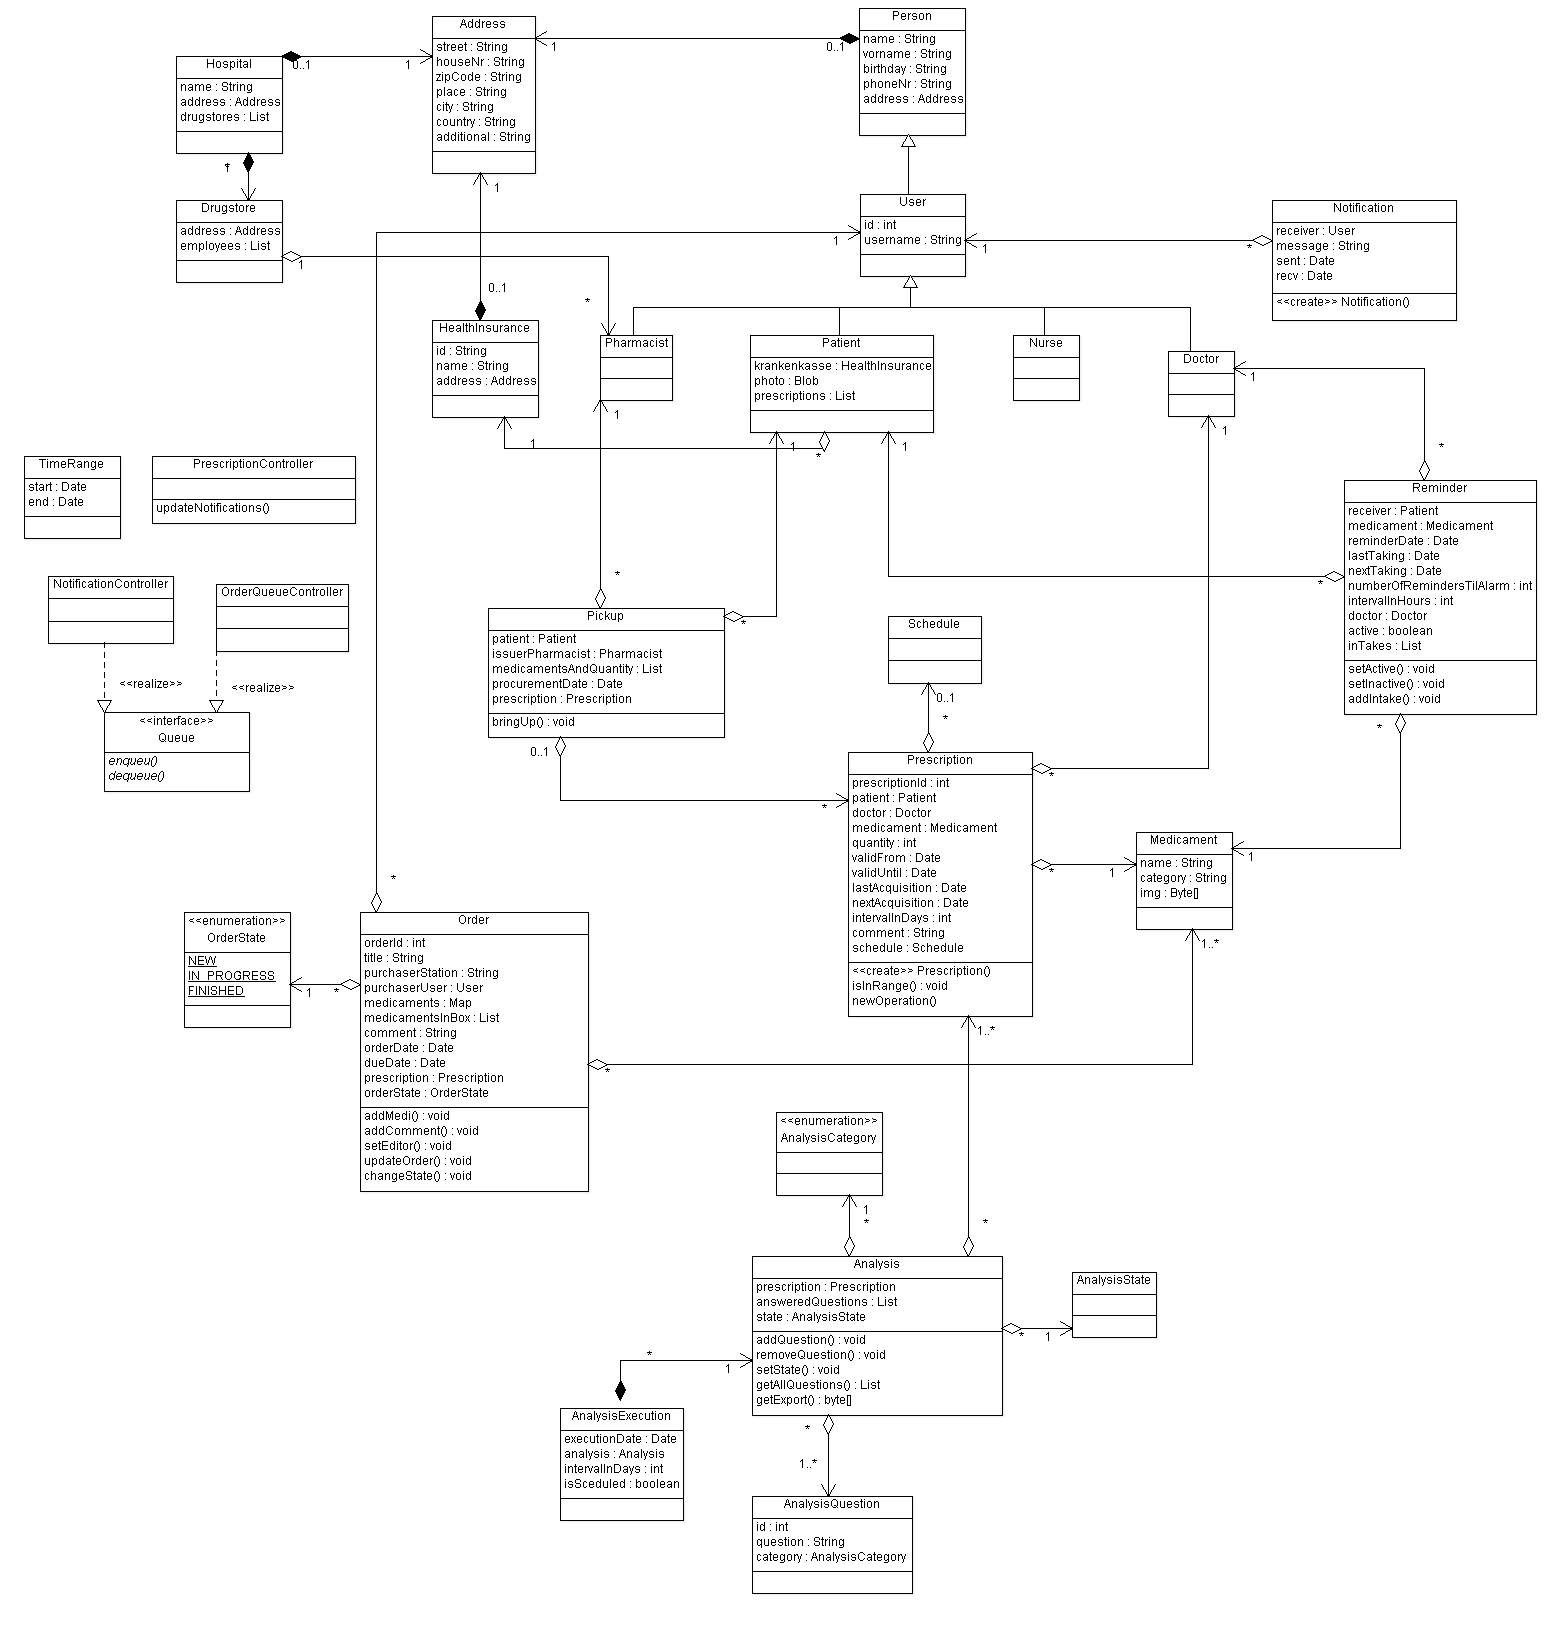 Address
street : String
houseNr : String
zipCode : String
place : String
city : String
country : String
additional : String
1
0..1
Person
name : String
vorname : String
birthday : String
phoneNr : String
address : Address
Hospital
name : String
address : Address
drugstores : List
0..1
1
*
Drugstore
address : Address
employees : List
1
*
1
0..1
User
id : int
username : String
1
1
*
Notification
receiver : User
message : String
sent : Date
recv : Date
<<create>> Notification()
HealthInsurance
id : String
name : String
address : Address
Pharmacist
Patient
krankenkasse : HealthInsurance
photo : Blob
prescriptions : List
Nurse
Doctor
1
1
*
1
1
1
1
*
TimeRange
start : Date
end : Date
PrescriptionController
updateNotifications()
Reminder
receiver : Patient
medicament : Medicament
reminderDate : Date
lastTaking : Date
nextTaking : Date
numberOfRemindersTilAlarm : int
intervalInHours : int
doctor : Doctor
active : boolean
inTakes : List
setActive() : void
setInactive() : void
addIntake() : void
*
*
NotificationController
OrderQueueController
<<realize>>
<<realize>>
<<interface>>
Queue
enqueu()
dequeue()
*
*
Pickup
patient : Patient
issuerPharmacist : Pharmacist
medicamentsAndQuantity : List
procurementDate : Date
prescription : Prescription
bringUp() : void
0..1
*
Schedule
0..1
*
Prescription
prescriptionId : int
patient : Patient
doctor : Doctor
medicament : Medicament
quantity : int
validFrom : Date
validUntil : Date
lastAcquisition : Date
nextAcquisition : Date
intervalInDays : int
comment : String
schedule : Schedule
<<create>> Prescription()
isInRange() : void
newOperation()
*
*
1
1
1..*
1..*
Medicament
name : String
category : String
img : Byte[]
<<enumeration>>
OrderState
NEW
IN_PROGRESS
FINISHED
1
*
*
Order
orderId : int
title : String
purchaserStation : String
purchaserUser : User
medicaments : Map
medicamentsInBox : List
comment : String
orderDate : Date
dueDate : Date
prescription : Prescription
orderState : OrderState
addMedi() : void
addComment() : void
setEditor() : void
updateOrder() : void
changeState() : void
*
<<enumeration>>
AnalysisCategory
1
*
*
Analysis
prescription : Prescription
answeredQuestions : List
state : AnalysisState
addQuestion() : void
removeQuestion() : void
setState() : void
getAllQuestions() : List
getExport() : byte[]
*
1
AnalysisState
*
1
AnalysisExecution
executionDate : Date
analysis : Analysis
intervalInDays : int
isSceduled : boolean
*
1..*
AnalysisQuestion
id : int
question : String
category : AnalysisCategory